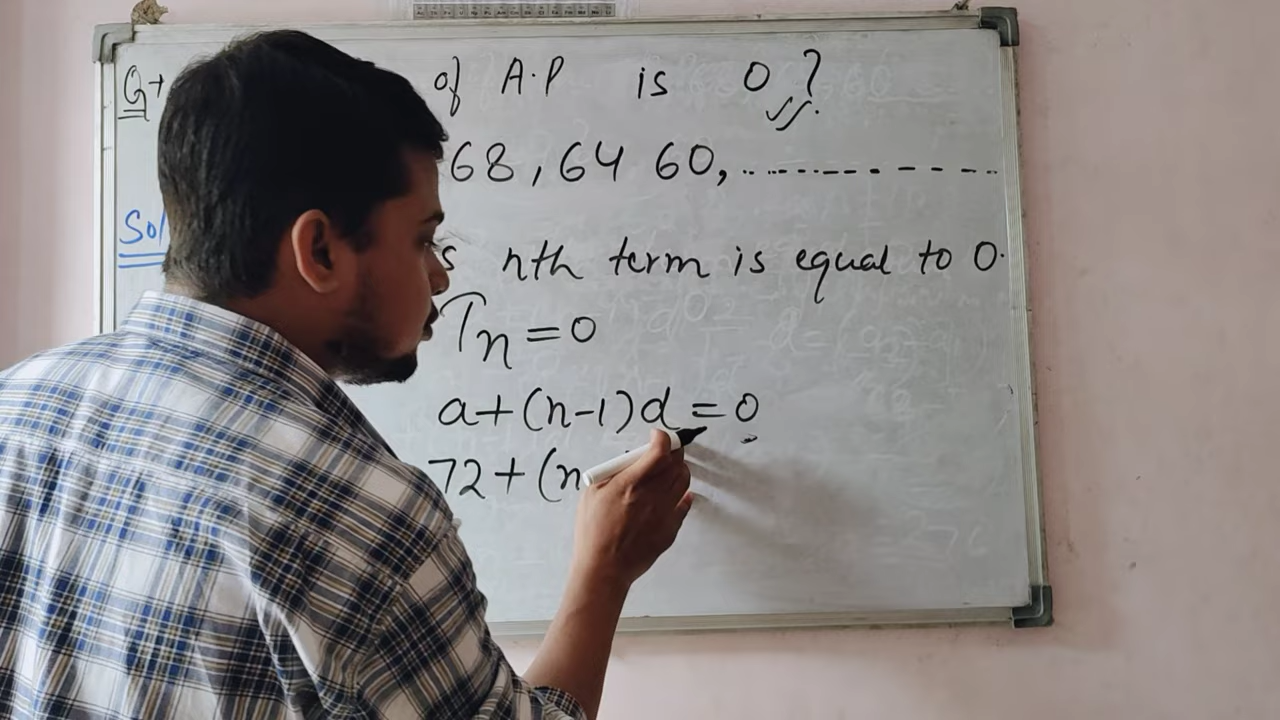 Q of A.P is 0 ?
68, 64 60, ..............
Sol
nth term is equal to 0.
Tn = 0
a+(n-1)d = 0
72+(n